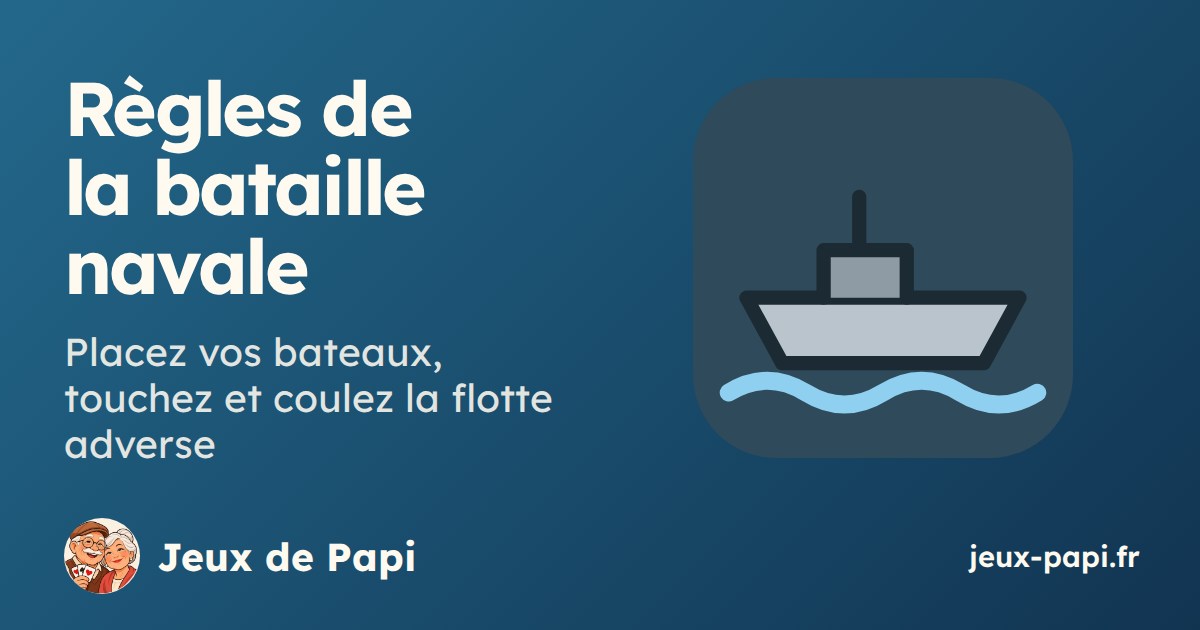 Règles de
la bataille
navale
Placez vos bateaux,
touchez et coulez la flotte
adverse
Jeux de Papi
jeux-papi.fr